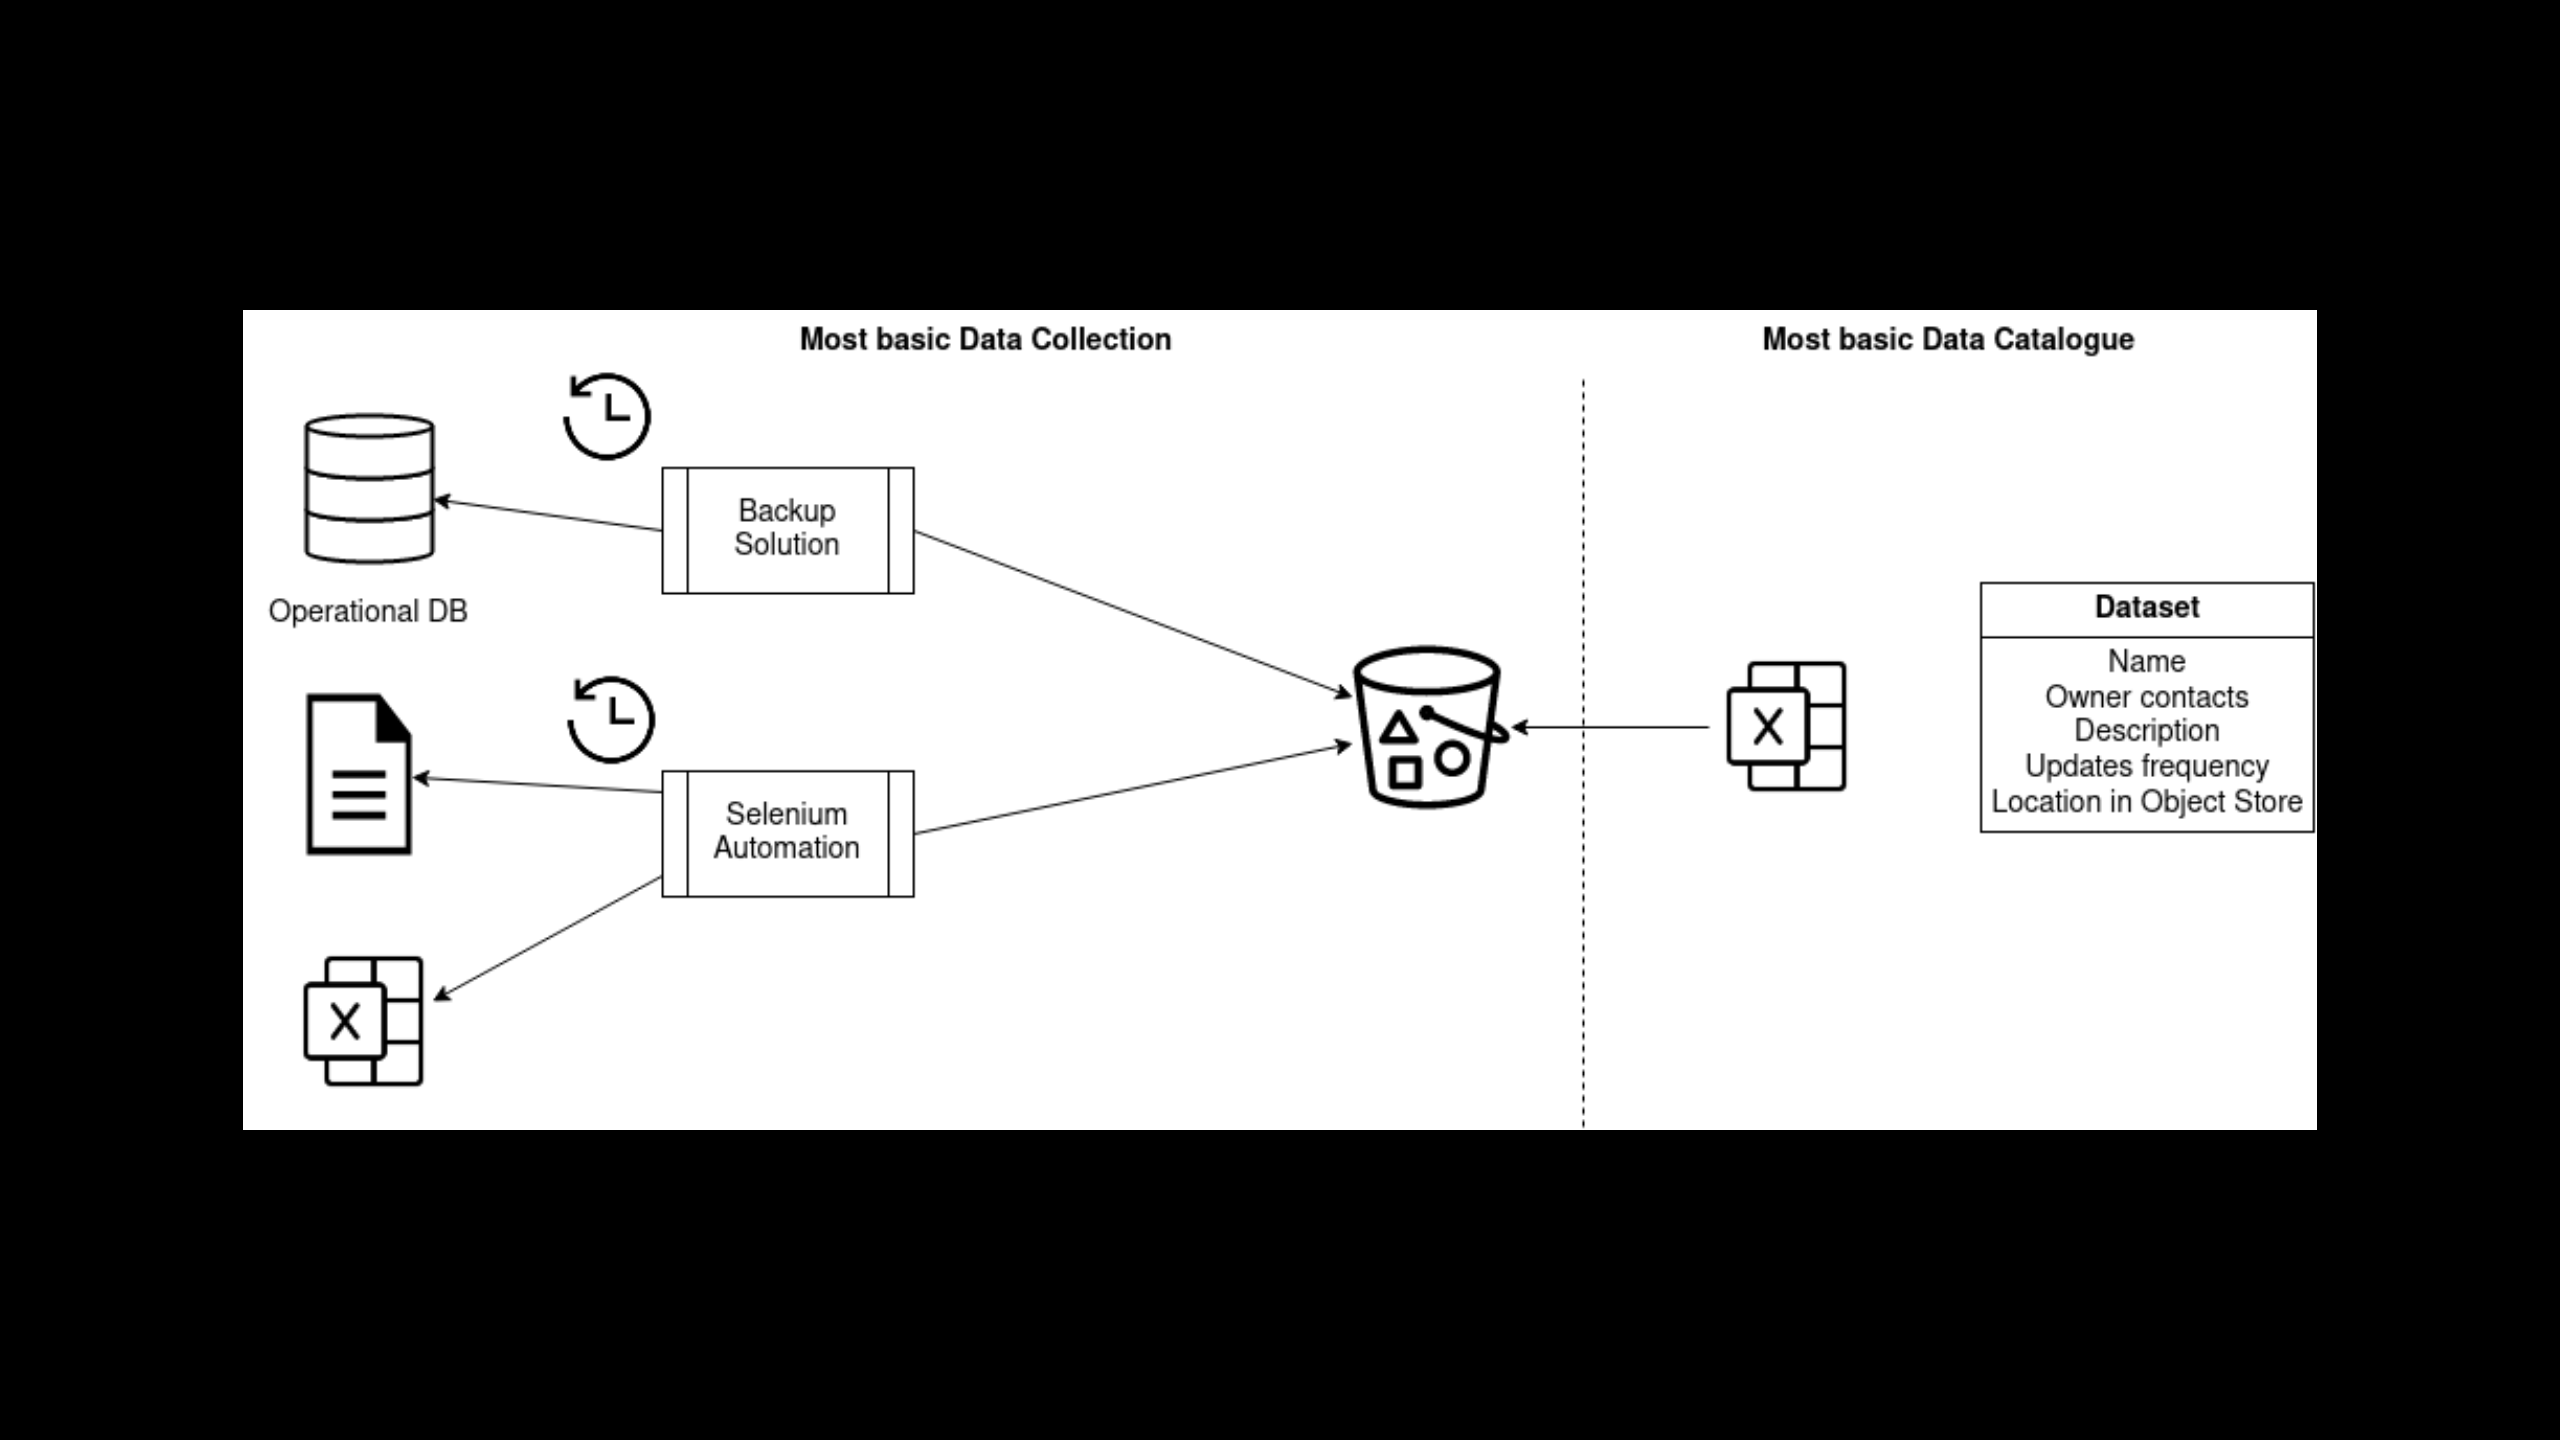 Most basic Data Collection
Most basic Data Catalogue
Backup
Solution
Operational DB
Selenium
Automation
X
X
Dataset
Name
Owner contacts
Description
Updates frequency
Location in Object Store